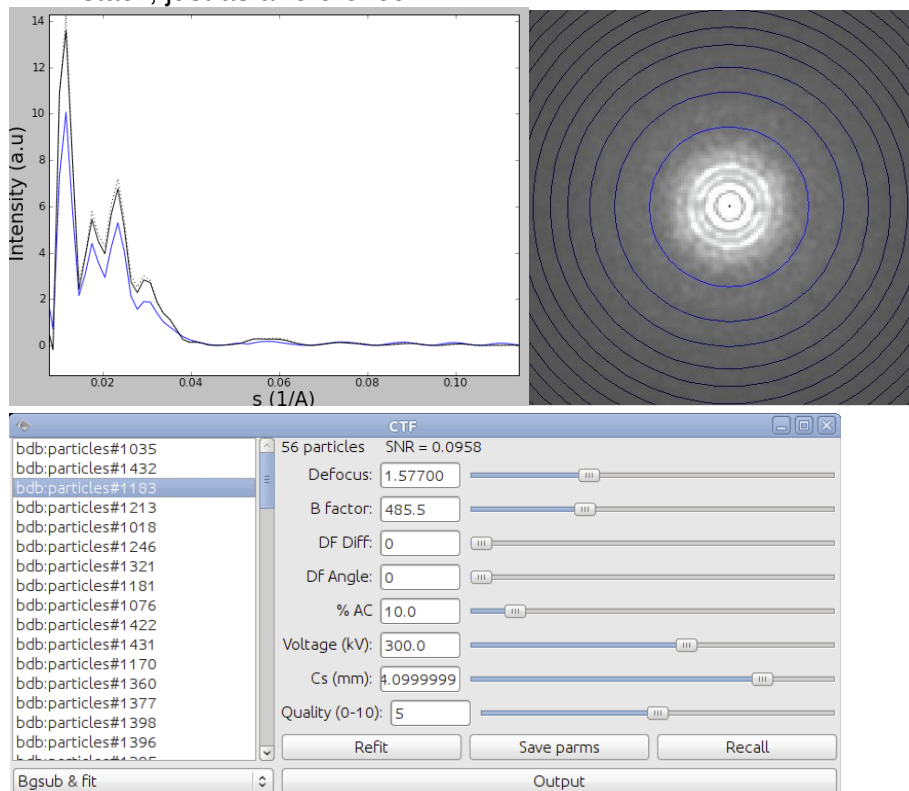 14
12
10
8
6
4
2
0
Intensity (a.u)
0.02 0.04 0.06 0.08 0.10
s (1/A)
CTF
bdb:particles#1035
bdb:particles#1432
bdb:particles#1183
bdb:particles#1213
bdb:particles#1018
bdb:particles#1246
bdb:particles#1321
bdb:particles#1181
bdb:particles#1076
bdb:particles#1422
bdb:particles#1431
bdb:particles#1170
bdb:particles#1360
bdb:particles#1377
bdb:particles#1398
bdb:particles#1396
Bgsub & fit
56 particles SNR = 0.0958
Defocus: 1.57700
B factor: 485.5
DF Diff: 0
Df Angle: 0
% AC 10.0
Voltage (kV): 300.0
Cs (mm): 4.0999999
Quality (0-10): 5
Refit Save parms Recall
Output